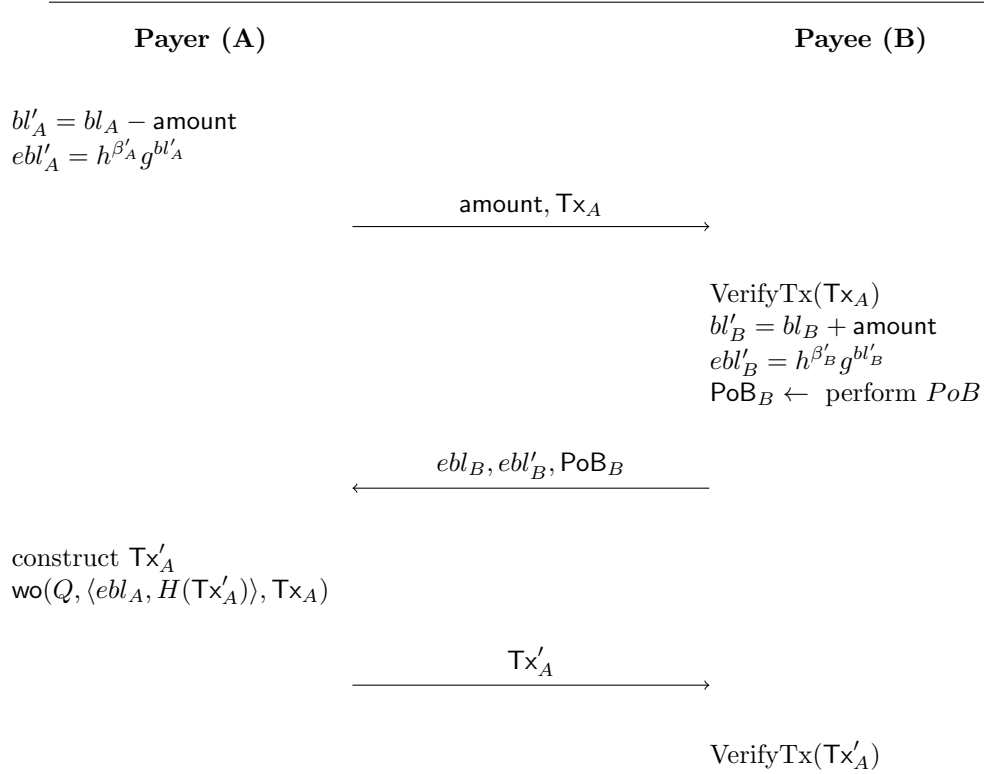 Payer (A)
Payee (B)
bl′_A = bl_A − amount
ebl′_A = h^{β′_A} g^{bl′_A}
amount, Tx_A
VerifyTx(Tx_A)
bl′_B = bl_B + amount
ebl′_B = h^{β′_B} g^{bl′_B}
PoB_B ← perform PoB
ebl_B, ebl′_B, PoB_B
construct Tx′_A
wo(Q, ⟨ebl_A, H(Tx′_A)⟩, Tx_A)
Tx′_A
VerifyTx(Tx′_A)